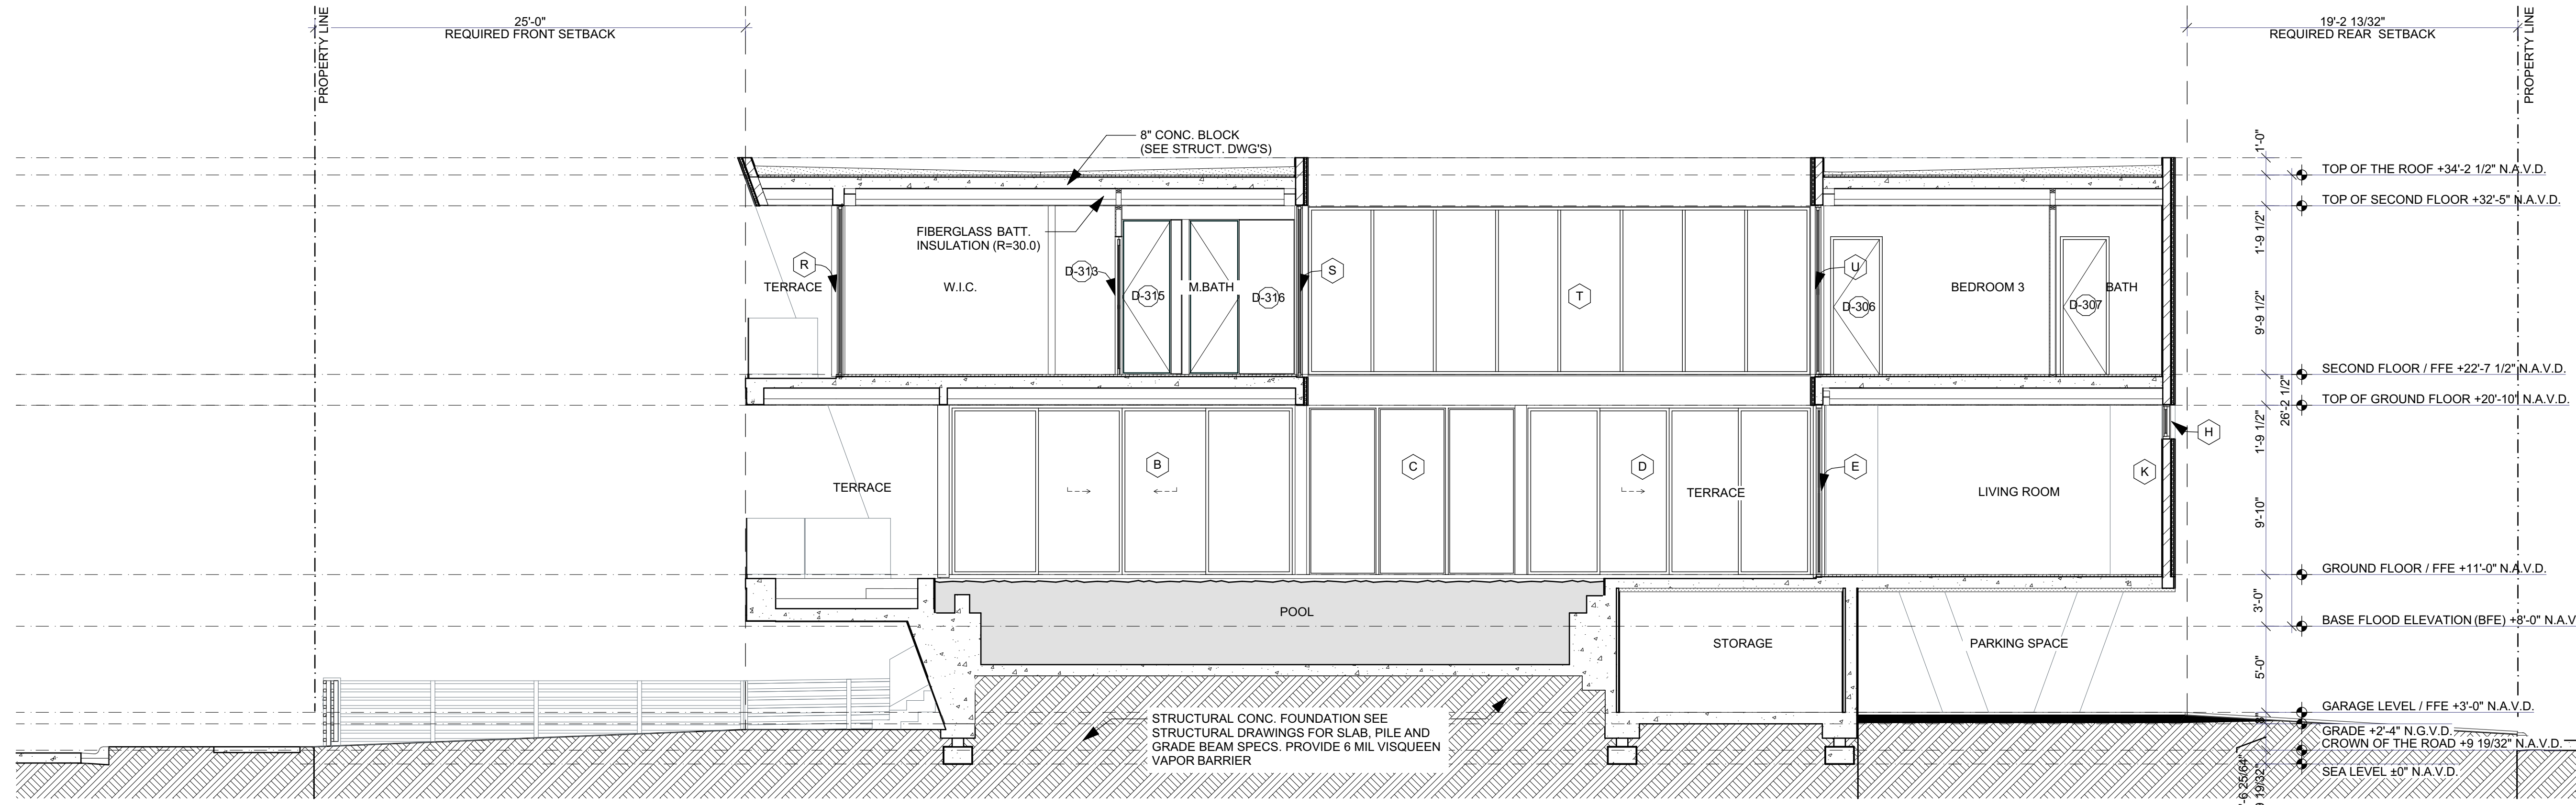 PROPERTY LINE
25'-0"
REQUIRED FRONT SETBACK
19'-2 13/32"
REQUIRED REAR SETBACK
PROPERTY LINE
8" CONC. BLOCK
(SEE STRUCT. DWG'S)
FIBERGLASS BATT.
INSULATION (R=30.0)
TERRACE
R
W.I.C.
D-313
D-315
M.BATH
D-316
S
T
U
D-306
BEDROOM 3
D-307
BATH
TERRACE
B
C
D
TERRACE
E
LIVING ROOM
K
H
POOL
STORAGE
PARKING SPACE
STRUCTURAL CONC. FOUNDATION SEE
STRUCTURAL DRAWINGS FOR SLAB, PILE AND
GRADE BEAM SPECS. PROVIDE 6 MIL VISQUEEN
VAPOR BARRIER
1'-0"
1'-9 1/2"
9'-9 1/2"
1'-9 1/2"
9'-10"
3'-0"
5'-0"
26'-2 1/2"
TOP OF THE ROOF +34'-2 1/2" N.A.V.D.
TOP OF SECOND FLOOR +32'-5" N.A.V.D.
SECOND FLOOR / FFE +22'-7 1/2" N.A.V.D.
TOP OF GROUND FLOOR +20'-10" N.A.V.D.
GROUND FLOOR / FFE +11'-0" N.A.V.D.
BASE FLOOD ELEVATION (BFE) +8'-0" N.A.V
GARAGE LEVEL / FFE +3'-0" N.A.V.D.
GRADE +2'-4" N.G.V.D.
CROWN OF THE ROAD +9 19/32" N.A.V.D.
SEA LEVEL ±0" N.A.V.D.
'-6 25/64"
9 19/32"